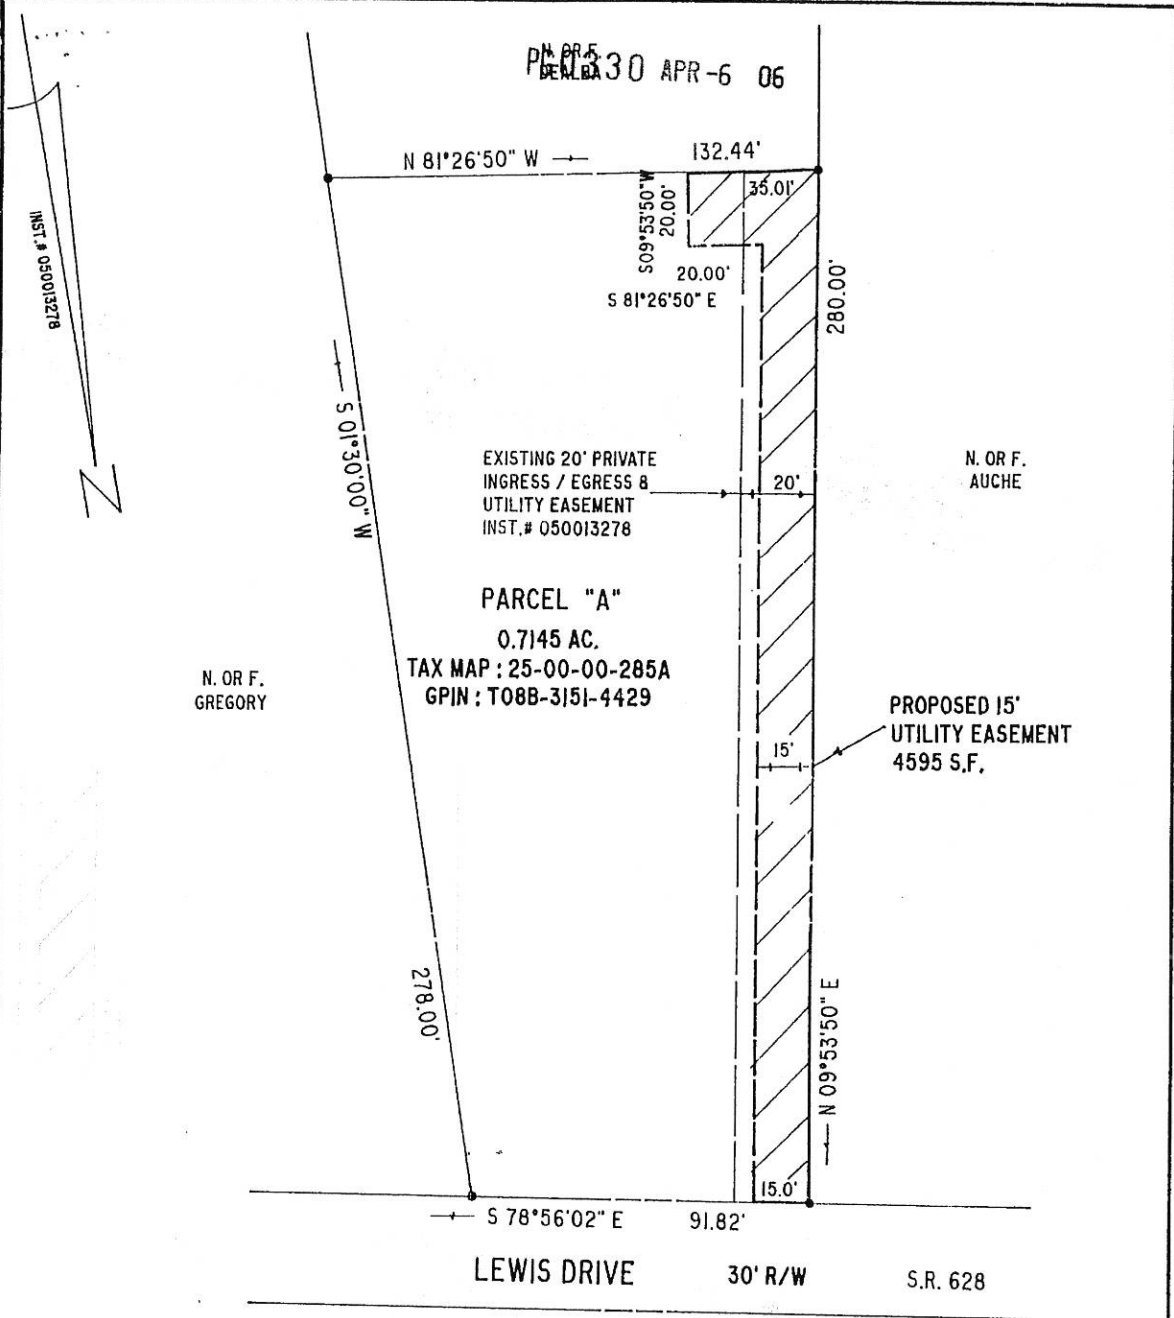 N. OR F.
DEALBA
PG0330 APR-6 06
N 81°26'50" W
132.44'
35.01'
S09°53'50"W
20.00'
20.00'
S 81°26'50" E
280.00'
INST.# 050013278
N
S 01°30'00" W
EXISTING 20' PRIVATE
INGRESS / EGRESS &
UTILITY EASEMENT
INST.# 050013278
20'
N. OR F.
AUCHE
PARCEL "A"
0.7145 AC.
TAX MAP : 25-00-00-285A
GPIN : T08B-3151-4429
N. OR F.
GREGORY
PROPOSED 15'
UTILITY EASEMENT
4595 S.F.
15'
278.00'
N 09°53'50" E
15.0'
S 78°56'02" E
91.82'
LEWIS DRIVE
30' R/W
S.R. 628